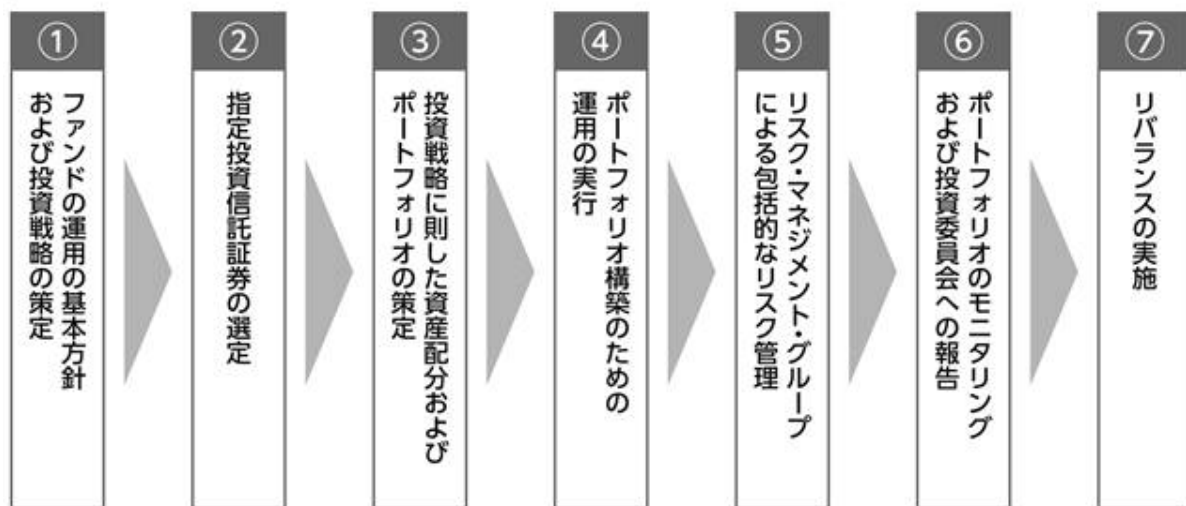 ①
ファンドの運用の基本方針
および投資戦略の策定
②
指定投資信託証券の選定
③
投資戦略に則した資産配分および
ポートフォリオの策定
④
ポートフォリオ構築のための
運用の実行
⑤
リスク・マネジメント・グループ
による包括的なリスク管理
⑥
ポートフォリオのモニタリング
および投資委員会への報告
⑦
リバランスの実施